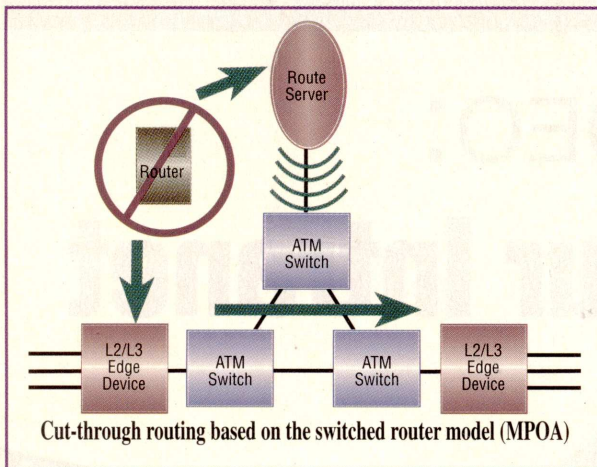 Route
Server
Router
ATM
Switch
L2/L3
Edge
Device
ATM
Switch
ATM
Switch
L2/L3
Edge
Device
Cut-through routing based on the switched router model (MPOA)